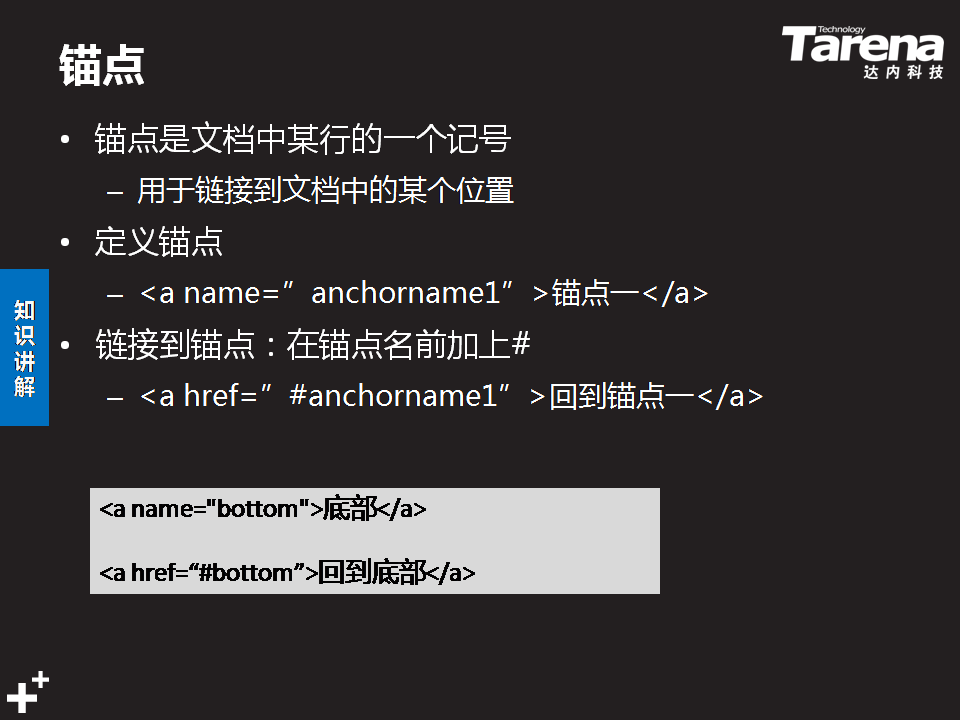 锚点
Technology
Tarena
达内科技
• 锚点是文档中某行的一个记号
– 用于链接到文档中的某个位置
• 定义锚点
– <a name=”anchorname1”>锚点一</a>
• 链接到锚点：在锚点名前加上#
– <a href=”#anchorname1”>回到锚点一</a>
知识讲解
<a name="bottom">底部</a>
<a href=“#bottom”>回到底部</a>